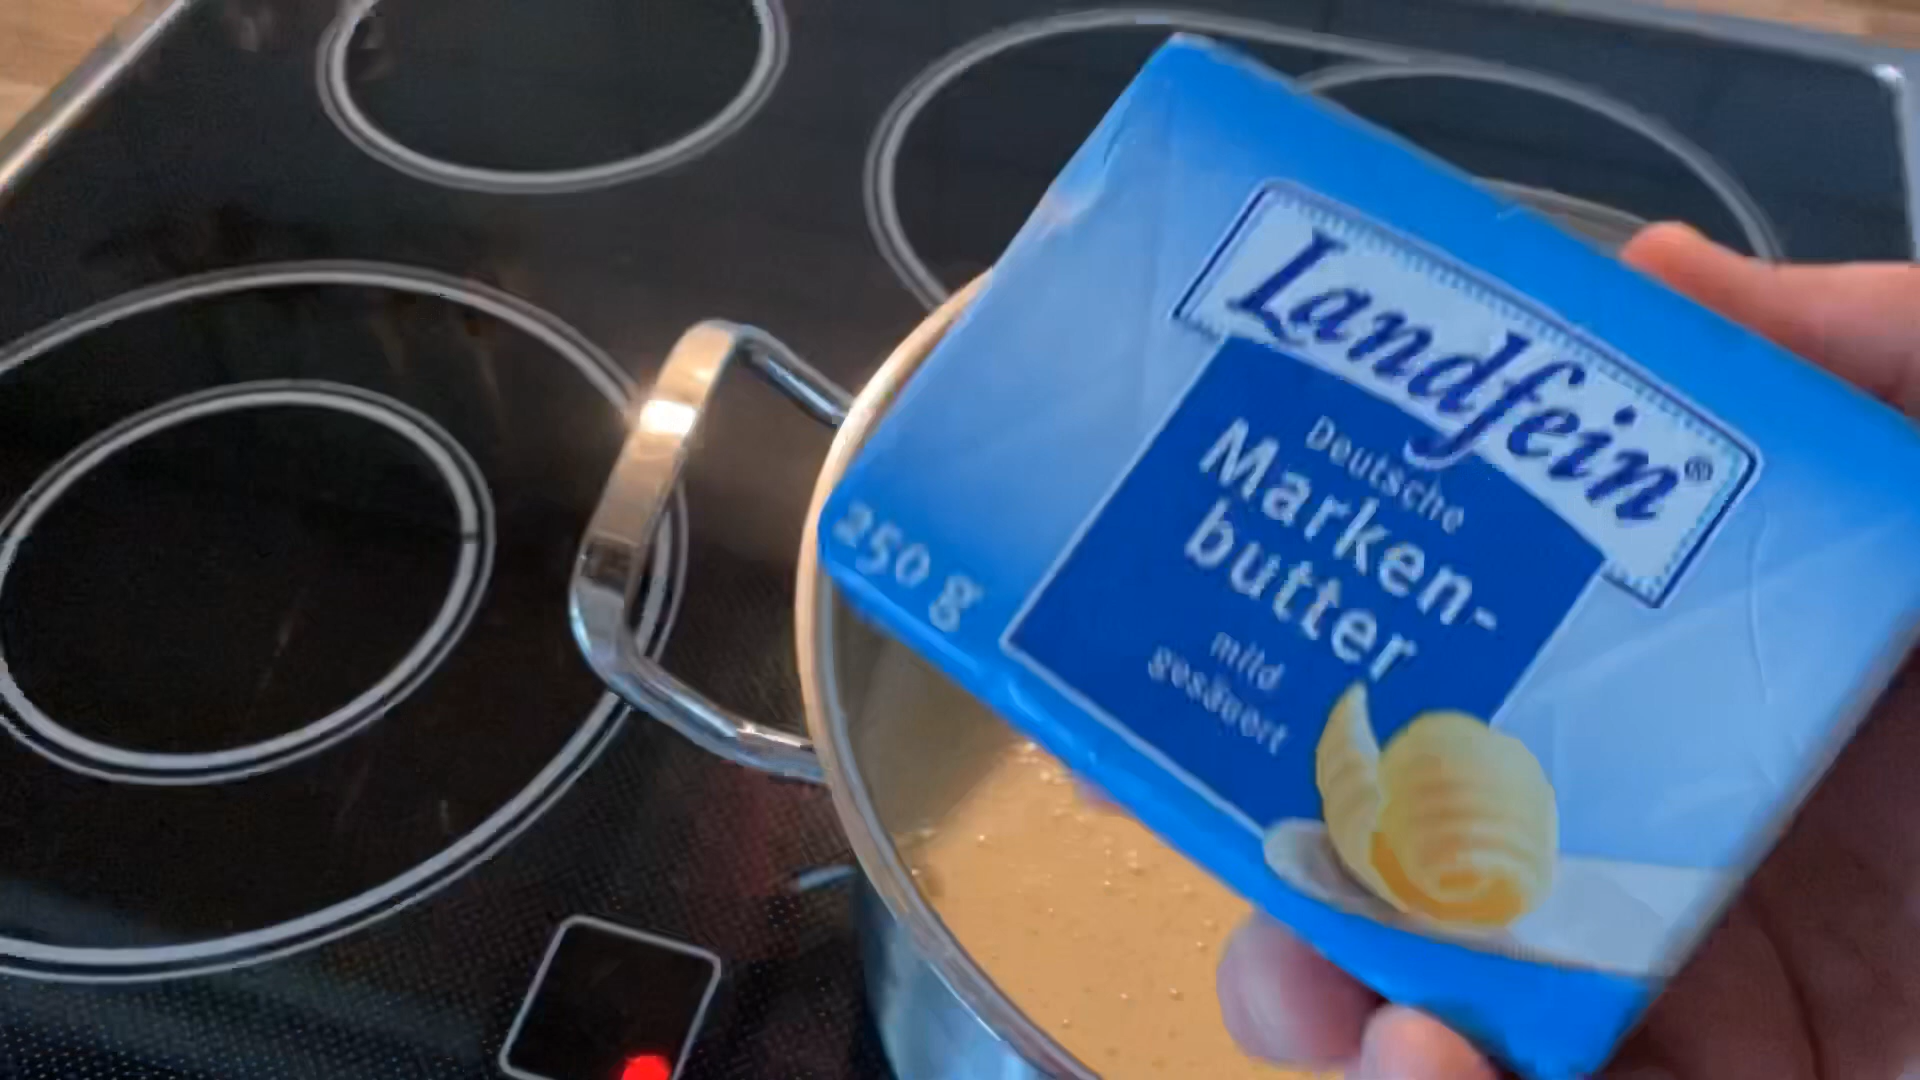 Landfein®
Deutsche
Marken-
butter
mild
gesäuert
250 g